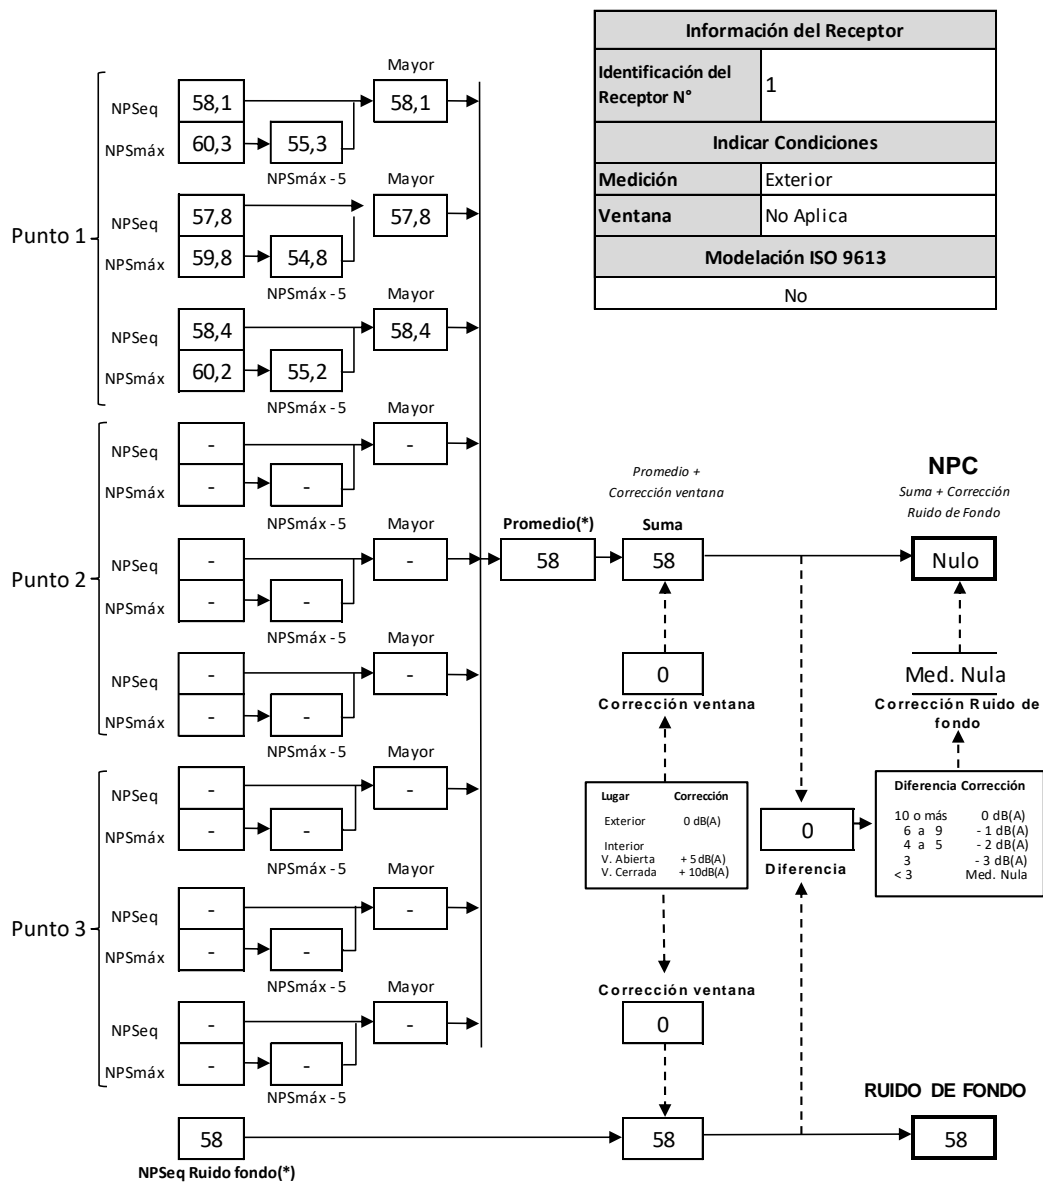 Información del Receptor
Identificación del
Receptor N°
1
Indicar Condiciones
Medición
Exterior
Ventana
No Aplica
Modelación ISO 9613
No
Punto 1
Mayor
NPSeq
58,1
58,1
NPSmáx
60,3
55,3
NPSmáx - 5
Mayor
NPSeq
57,8
57,8
NPSmáx
59,8
54,8
NPSmáx - 5
Mayor
NPSeq
58,4
58,4
NPSmáx
60,2
55,2
NPSmáx - 5
Punto 2
Mayor
NPSeq
-
-
NPSmáx
-
-
NPSmáx - 5
Mayor
NPSeq
-
-
NPSmáx
-
-
NPSmáx - 5
Mayor
NPSeq
-
-
NPSmáx
-
-
NPSmáx - 5
Punto 3
Mayor
NPSeq
-
-
NPSmáx
-
-
NPSmáx - 5
Mayor
NPSeq
-
-
NPSmáx
-
-
NPSmáx - 5
Mayor
NPSeq
-
-
NPSmáx
-
-
NPSmáx - 5
Promedio(*)
58
Promedio +
Corrección ventana
Suma
58
NPC
Suma + Corrección
Ruido de Fondo
Nulo
0
Corrección ventana
Med. Nula
Corrección Ruido de
fondo
Lugar Corrección
Exterior 0 dB(A)
Interior
V. Abierta + 5 dB(A)
V. Cerrada + 10dB(A)
0
Diferencia
Diferencia Corrección
10 o más 0 dB(A)
6 a 9 - 1 dB(A)
4 a 5 - 2 dB(A)
3 - 3 dB(A)
< 3 Med. Nula
Corrección ventana
0
58
NPSeq Ruido fondo(*)
58
RUIDO DE FONDO
58